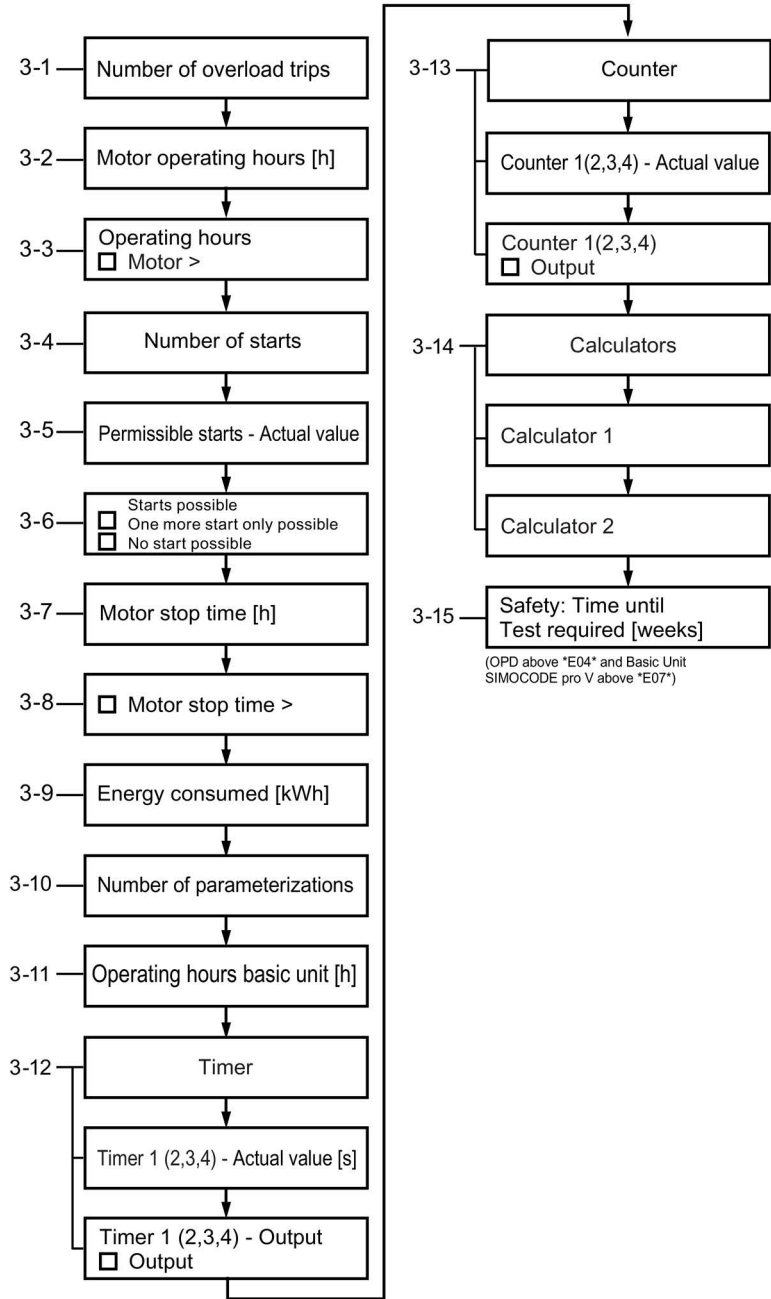 3-1
Number of overload trips
3-2
Motor operating hours [h]
3-3
Operating hours
Motor >
3-4
Number of starts
3-5
Permissible starts - Actual value
3-6
Starts possible
One more start only possible
No start possible
3-7
Motor stop time [h]
3-8
Motor stop time >
3-9
Energy consumed [kWh]
3-10
Number of parameterizations
3-11
Operating hours basic unit [h]
3-12
Timer
Timer 1 (2,3,4) - Actual value [s]
Timer 1 (2,3,4) - Output
Output
3-13
Counter
Counter 1(2,3,4) - Actual value
Counter 1(2,3,4)
Output
3-14
Calculators
Calculator 1
Calculator 2
3-15
Safety: Time until
Test required [weeks]
(OPD above *E04* and Basic Unit
SIMOCODE pro V above *E07*)